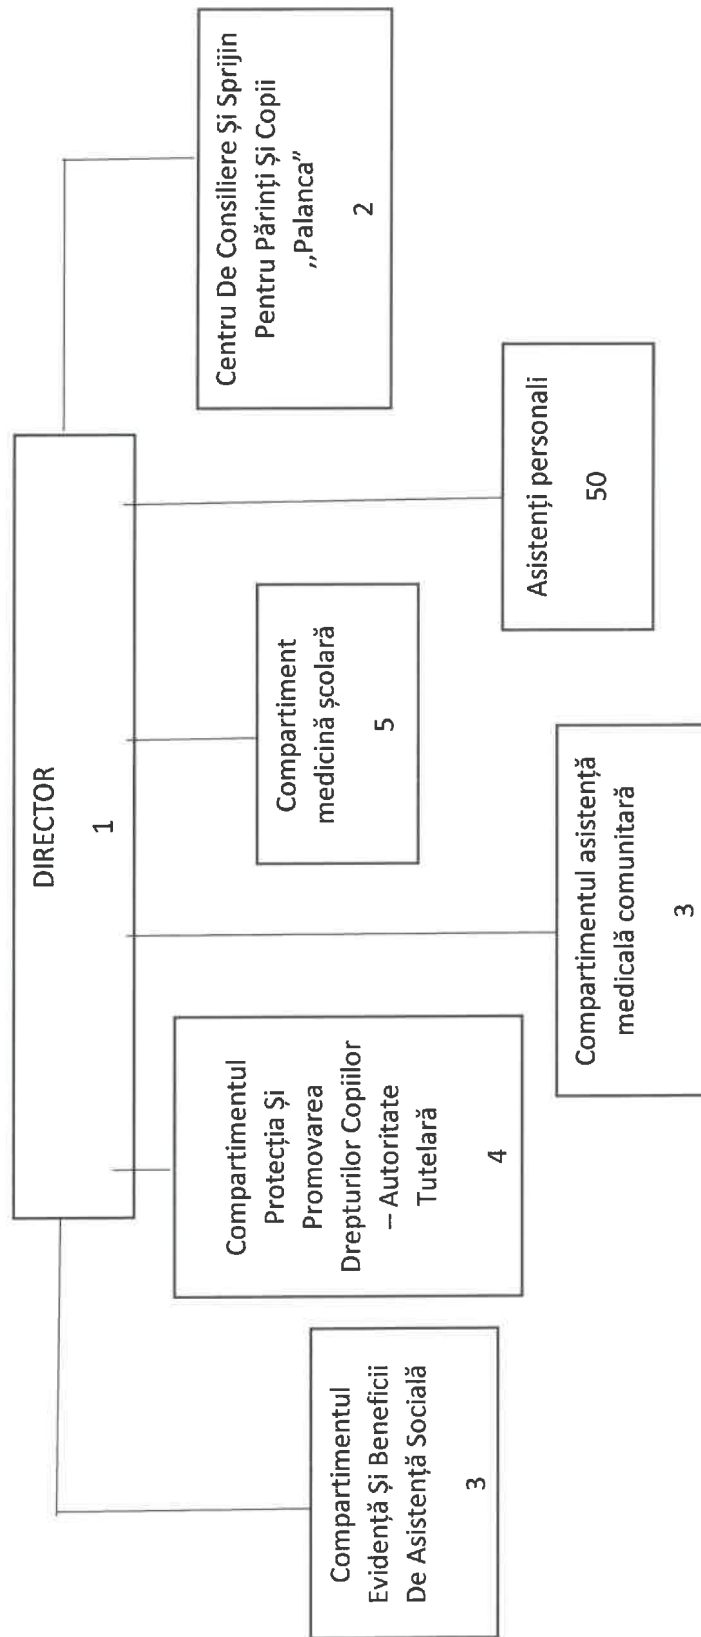 DIRECTOR
1
Compartimentul
Evidență Și Beneficii
De Asistență Socială
3
Compartimentul
Protecția Și
Promovarea
Drepturilor Copiilor
– Autoritate
Tutelară
4
Compartimentul asistență
medicală comunitară
3
Compartiment
medicină școlară
5
Asistenți personali
50
Centru De Consiliere Și Sprijin
Pentru Părinți Și Copii
,,Palanca”
2